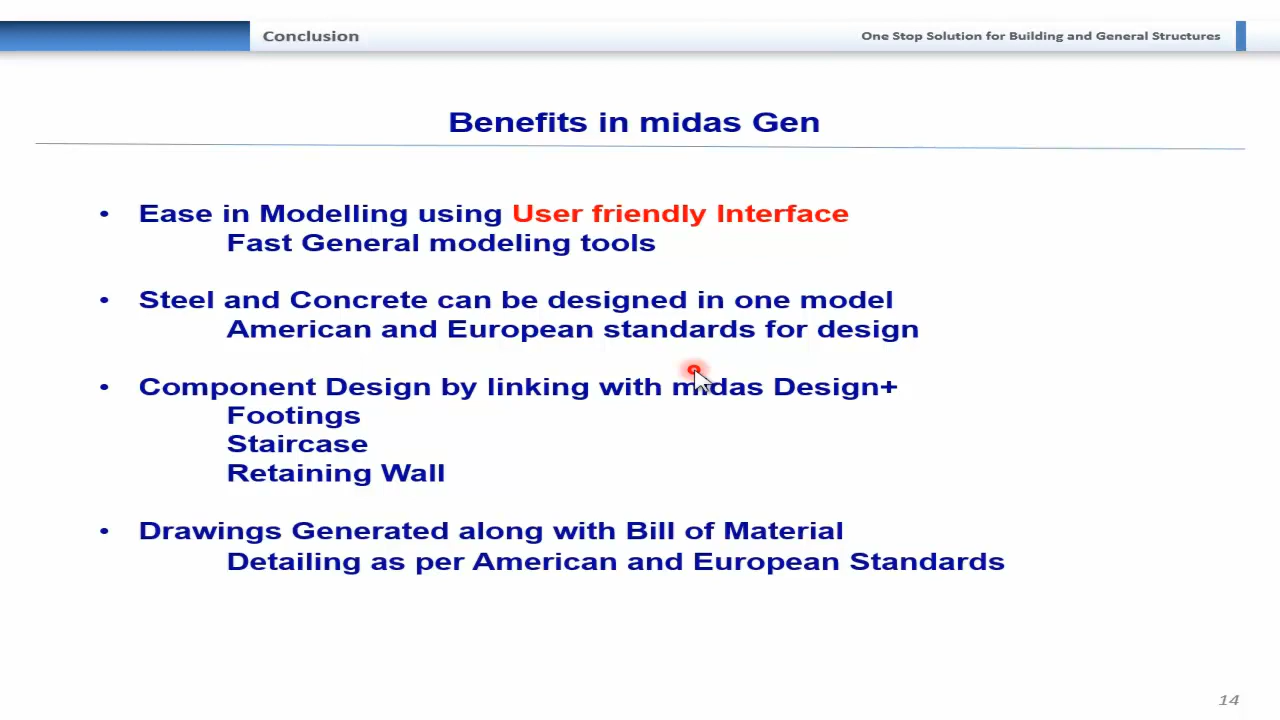 Conclusion
One Stop Solution for Building and General Structures
Benefits in midas Gen
• Ease in Modelling using User friendly Interface
Fast General modeling tools
• Steel and Concrete can be designed in one model
American and European standards for design
• Component Design by linking with midas Design+
Footings
Staircase
Retaining Wall
• Drawings Generated along with Bill of Material
Detailing as per American and European Standards
14